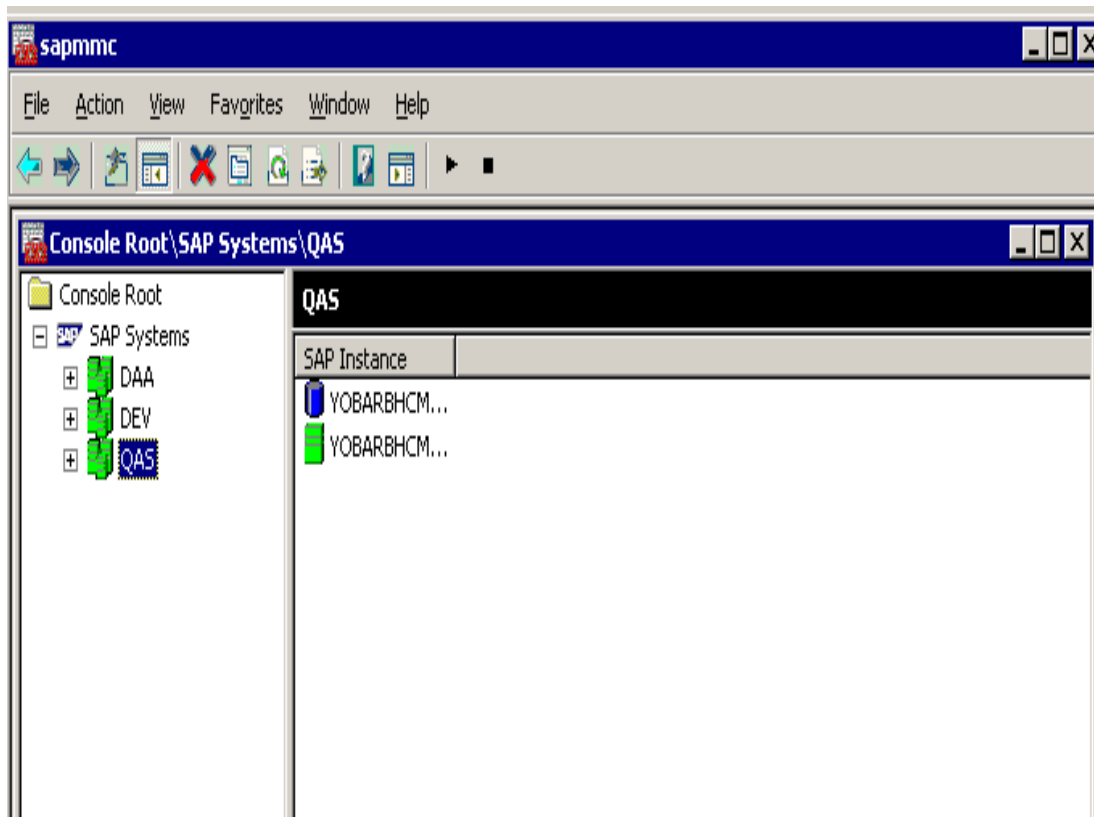 sapmmc
File Action View Favorites Window Help
Console Root\SAP Systems\QAS
Console Root
SAP Systems
DAA
DEV
QAS
QAS
SAP Instance
YOBARBHCM...
YOBARBHCM...